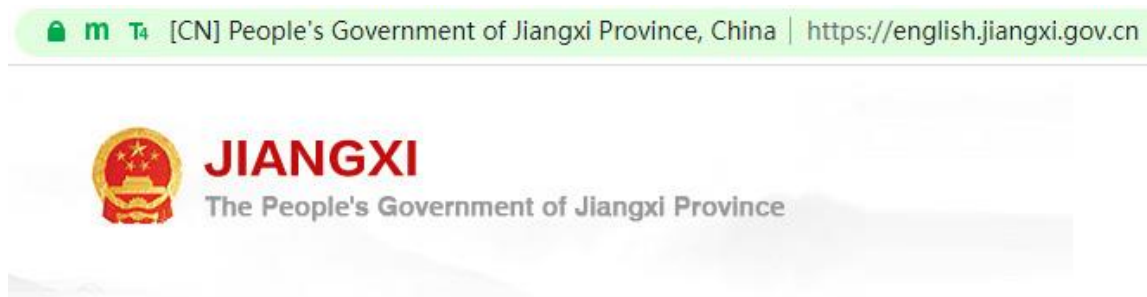 m T4 [CN] People's Government of Jiangxi Province, China | https://english.jiangxi.gov.cn
JIANGXI
The People's Government of Jiangxi Province